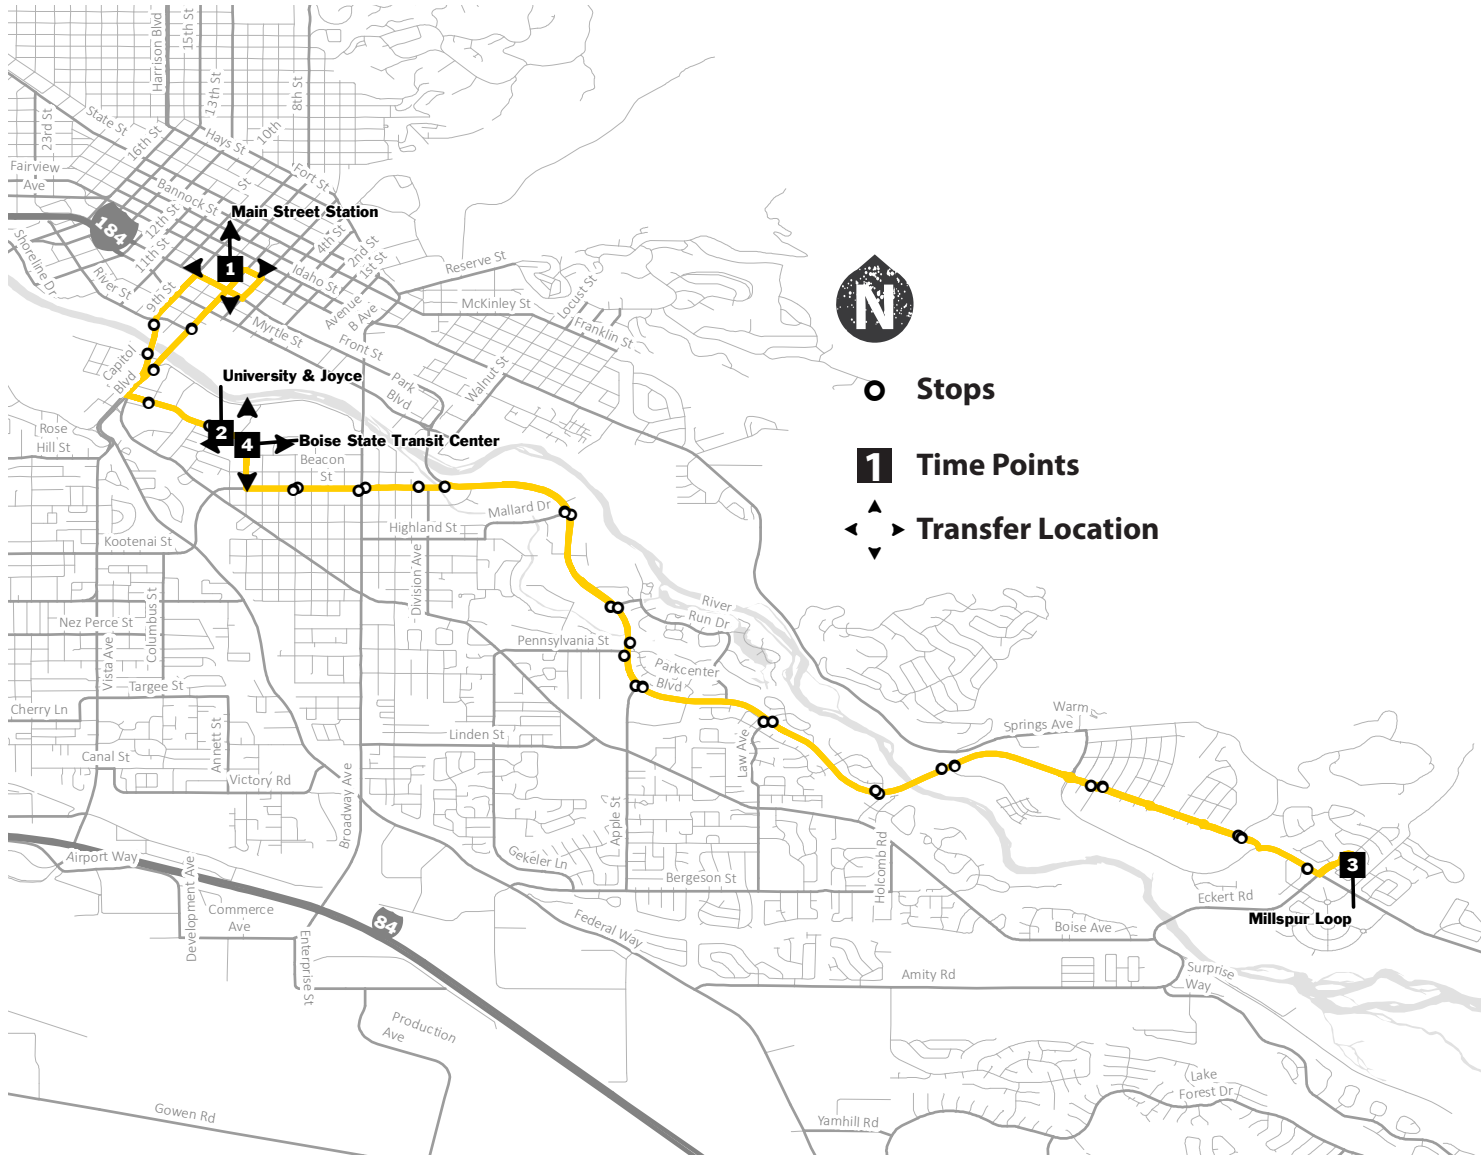 Harrison Blvd
15th St
13th St
8th St
10th
St
23rd St
State St
16th St
Hays St
Fort St
Fairview
Ave
Bannock St
12th St
11th St
184
Main Street Station
4th St
2nd St
1st St
Shoreline Dr
River St
9th St
1
Idaho St
Reserve St
McKinley St
Locust St
Franklin St
Avenue
B Ave
Myrtle St
Front St
Park
Blvd
Walnut St
Capitol
Blvd
University & Joyce
2
4
Boise State Transit Center
Rose
Hill St
Beacon
St
N
Stops
1 Time Points
Transfer Location
Mallard Dr
Highland St
Kootenai St
Division Ave
Columbus St
Nez Perce St
Vista Ave
Targee St
Cherry Ln
Canal St
Annett St
Victory Rd
Broadway Ave
River
Run Dr
Pennsylvania St
Parkcenter
Blvd
Linden St
Law Ave
Apple St
Gekeler Ln
Bergeson St
Holcomb Rd
Warm
Springs Ave
3
Millspur Loop
Eckert Rd
Boise Ave
Airport Way
Development Ave
Commerce
Ave
84
Enterprise St
Federal Way
Amity Rd
Surprise
Way
Production
Ave
Gowen Rd
Yamhill Rd
Lake
Forest Dr